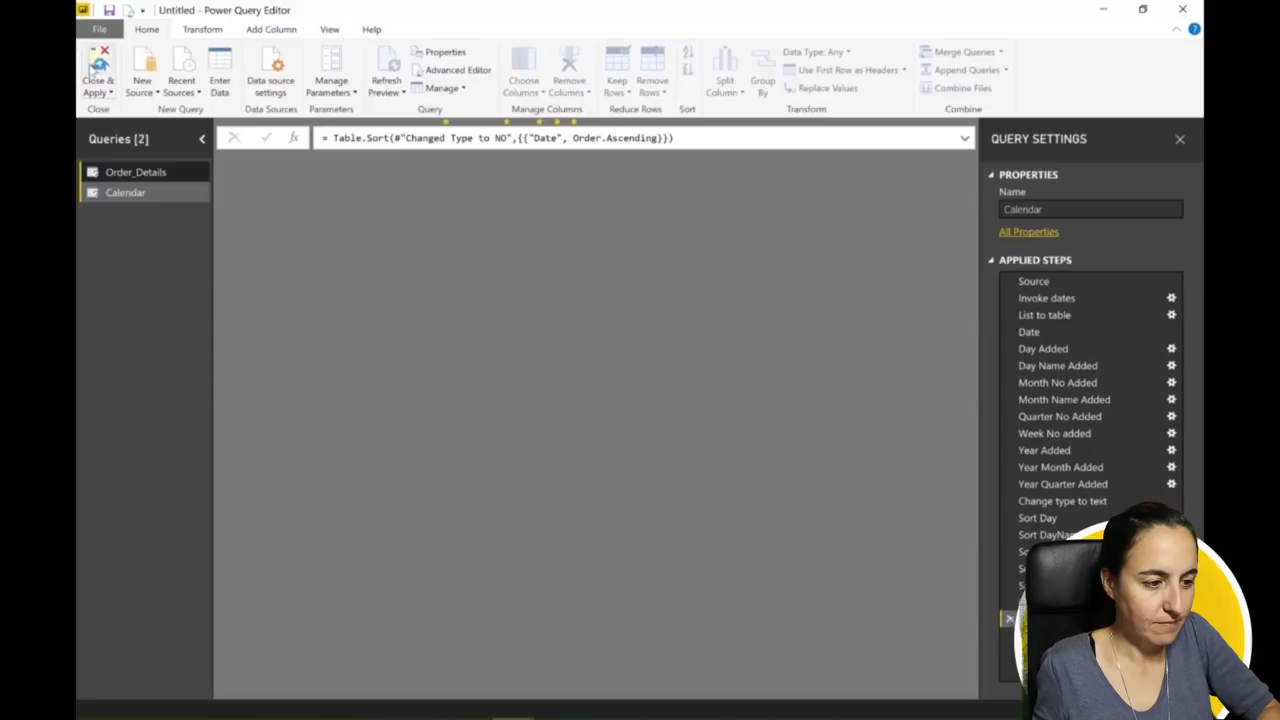 Untitled - Power Query Editor
File Home Transform Add Column View Help
Close & Apply
New Source
Recent Sources
Enter Data
Data source settings
Manage Parameters
Refresh Preview
Properties
Advanced Editor
Manage
Choose Columns
Remove Columns
Keep Rows
Remove Rows
Split Column
Group By
Data Type: Any
Use First Row as Headers
Replace Values
Merge Queries
Append Queries
Combine Files
Close New Query Data Sources Parameters Query Manage Columns Reduce Rows Sort Transform Combine
Queries [2]
Order_Details
Calendar
fx = Table.Sort(#"Changed Type to NO",{{"Date", Order.Ascending}})
QUERY SETTINGS
PROPERTIES
Name
Calendar
All Properties
APPLIED STEPS
Source
Invoke dates
List to table
Date
Day Added
Day Name Added
Month No Added
Month Name Added
Quarter No Added
Week No added
Year Added
Year Month Added
Year Quarter Added
Change type to text
Sort Day